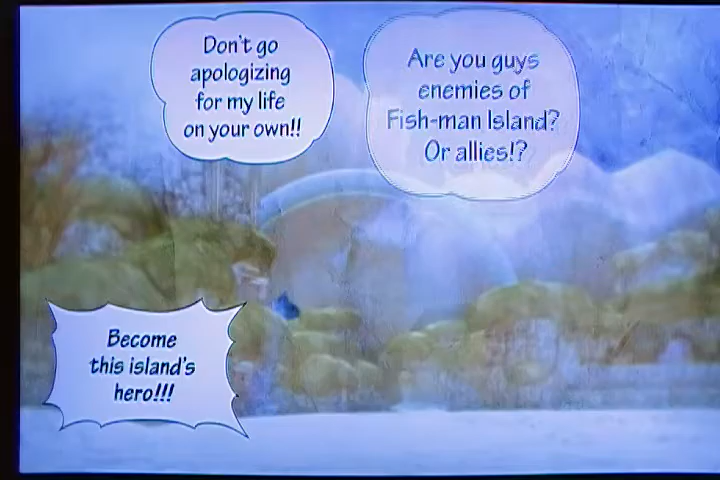 Don't go
apologizing
for my life
on your own!!
Are you guys
enemies of
Fish-man Island?
Or allies!?
Become
this island's
hero!!!